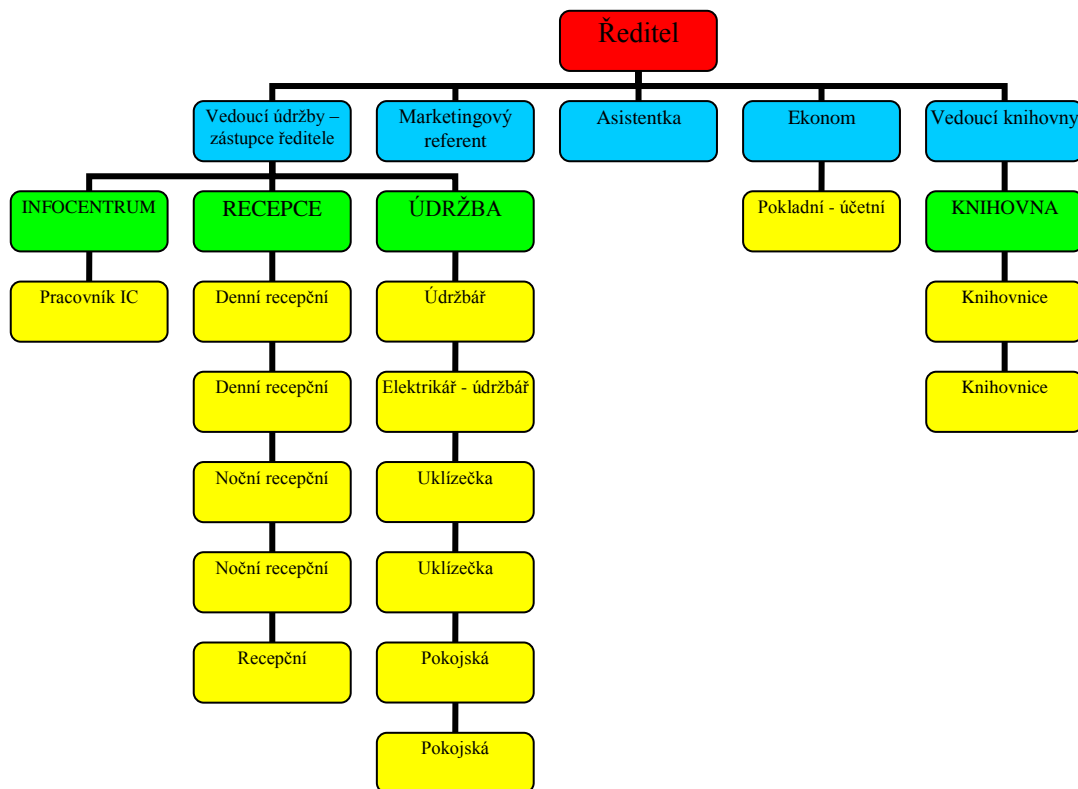 Ředitel
Vedoucí údržby –
zástupce ředitele
Marketingový
referent
Asistentka
Ekonom
Vedoucí knihovny
INFOCENTRUM
RECEPCE
ÚDRŽBA
Pokladní - účetní
KNIHOVNA
Pracovník IC
Denní recepční
Údržbář
Knihovnice
Denní recepční
Elektrikář - údržbář
Knihovnice
Noční recepční
Uklízečka
Noční recepční
Uklízečka
Recepční
Pokojská
Pokojská